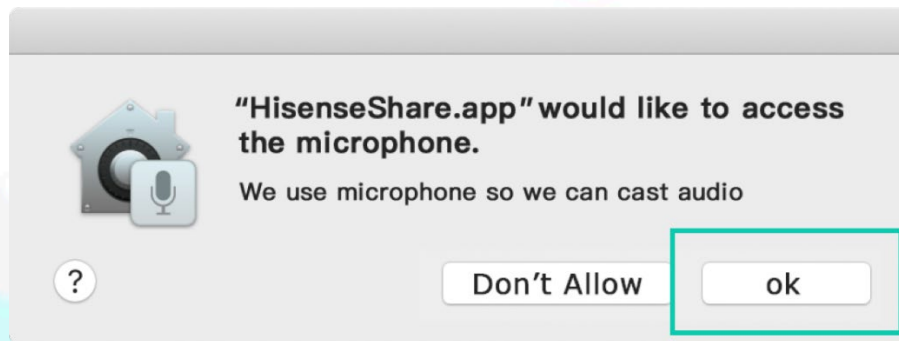 "HisenseShare.app" would like to access
the microphone.
We use microphone so we can cast audio
?
Don't Allow
ok